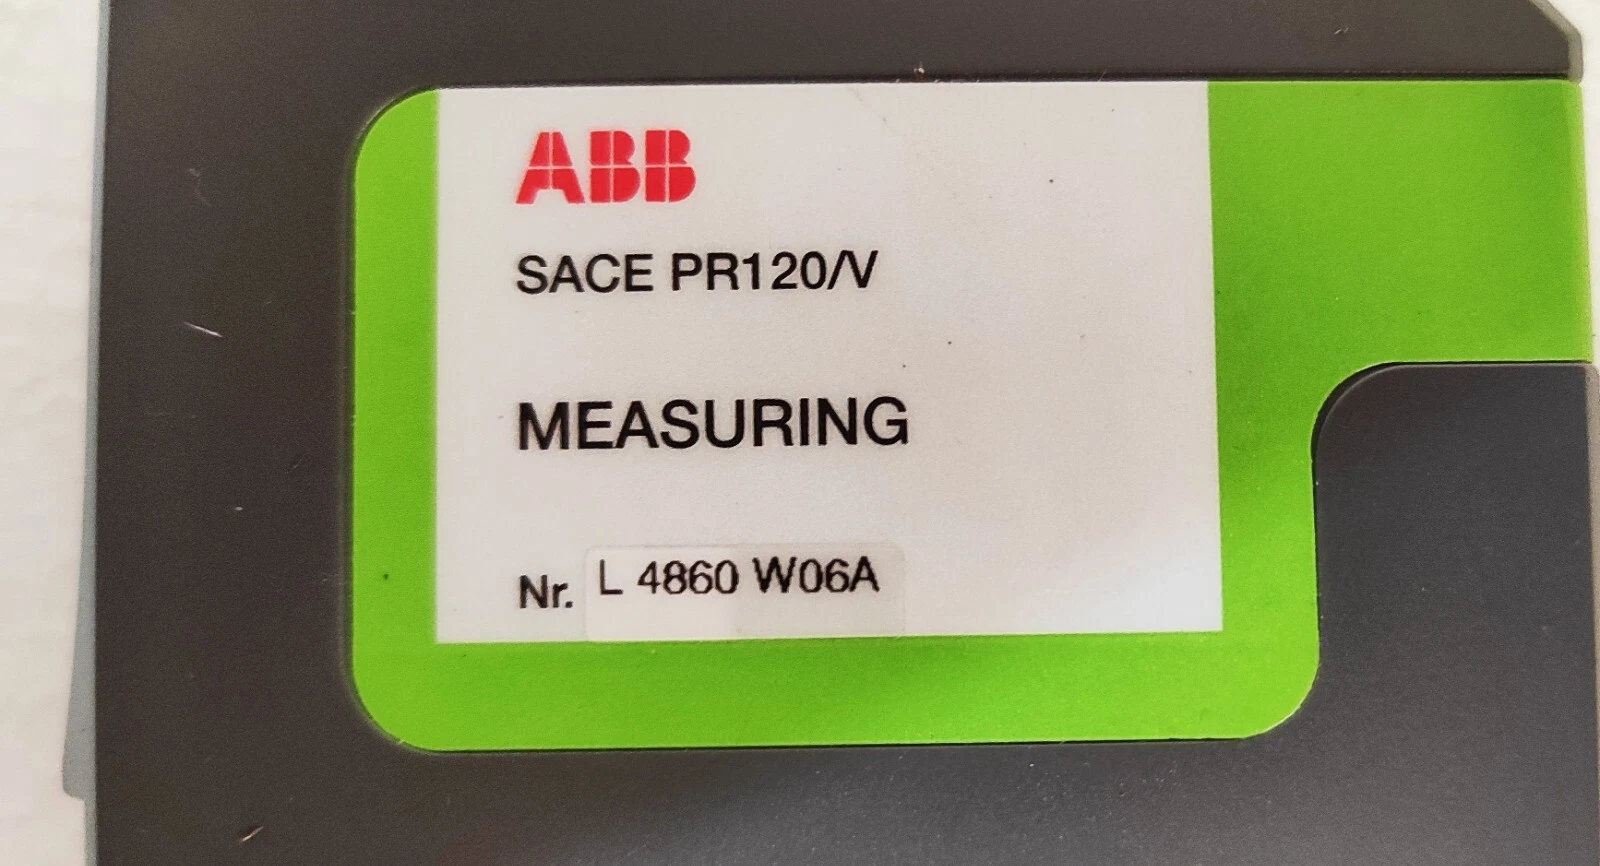 ABB
SACE PR120/V
MEASURING
Nr. L 4860 W06A